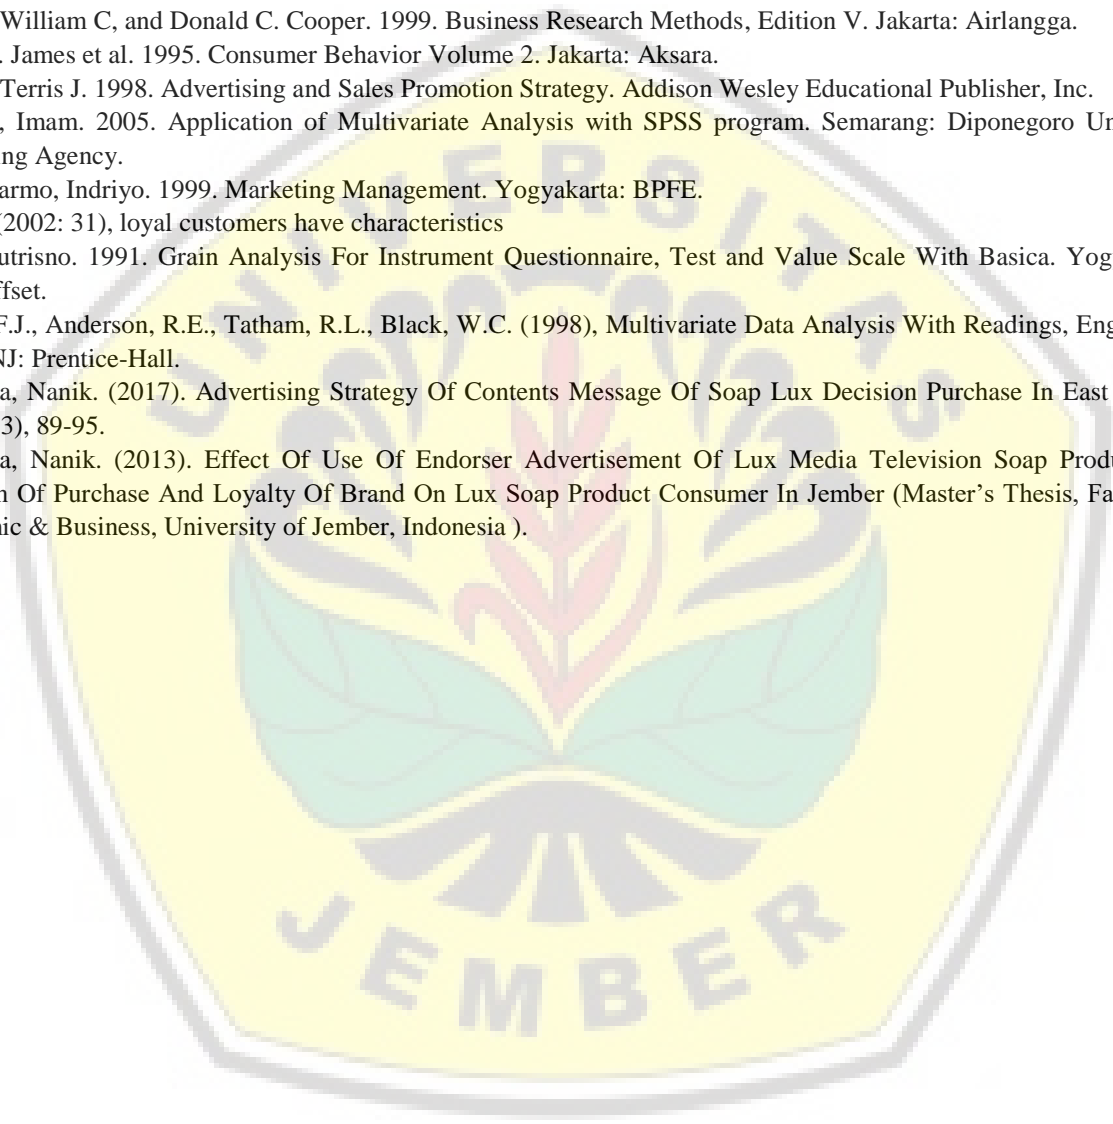 William C, and Donald C. Cooper. 1999. Business Research Methods, Edition V. Jakarta: Airlangga.
. James et al. 1995. Consumer Behavior Volume 2. Jakarta: Aksara.
Terris J. 1998. Advertising and Sales Promotion Strategy. Addison Wesley Educational Publisher, Inc.
, Imam. 2005. Application of Multivariate Analysis with SPSS program. Semarang: Diponegoro Un
ng Agency.
armo, Indriyo. 1999. Marketing Management. Yogyakarta: BPFE.
(2002: 31), loyal customers have characteristics
utrisno. 1991. Grain Analysis For Instrument Questionnaire, Test and Value Scale With Basica. Yog
ffset.
F.J., Anderson, R.E., Tatham, R.L., Black, W.C. (1998), Multivariate Data Analysis With Readings, Eng
NJ: Prentice-Hall.
a, Nanik. (2017). Advertising Strategy Of Contents Message Of Soap Lux Decision Purchase In East
3), 89-95.
a, Nanik. (2013). Effect Of Use Of Endorser Advertisement Of Lux Media Television Soap Produ
n Of Purchase And Loyalty Of Brand On Lux Soap Product Consumer In Jember (Master's Thesis, Fa
nic & Business, University of Jember, Indonesia ).
UNIVERSITAS
JEMBER